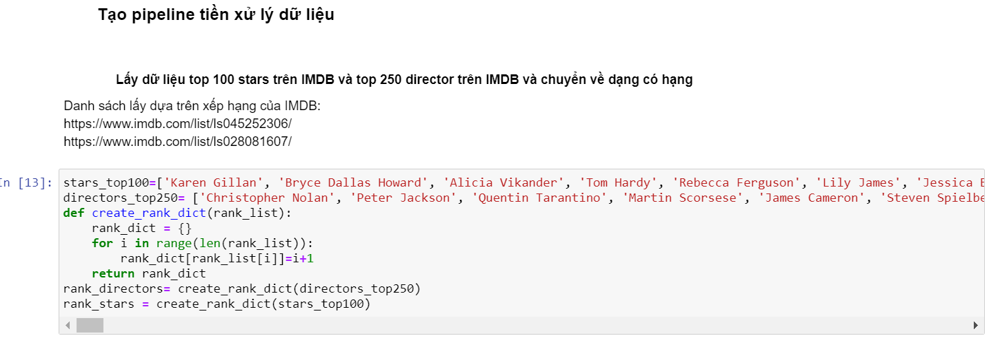 Tạo pipeline tiền xử lý dữ liệu
Lấy dữ liệu top 100 stars trên IMDB và top 250 director trên IMDB và chuyển về dạng có hạng
Danh sách lấy dựa trên xếp hạng của IMDB:
https://www.imdb.com/list/ls045252306/
https://www.imdb.com/list/ls028081607/
In [13]:
stars_top100=['Karen Gillan', 'Bryce Dallas Howard', 'Alicia Vikander', 'Tom Hardy', 'Rebecca Ferguson', 'Lily James', 'Jessica
directors_top250= ['Christopher Nolan', 'Peter Jackson', 'Quentin Tarantino', 'Martin Scorsese', 'James Cameron', 'Steven Spielbe
def create_rank_dict(rank_list):
    rank_dict = {}
    for i in range(len(rank_list)):
        rank_dict[rank_list[i]]=i+1
    return rank_dict
rank_directors= create_rank_dict(directors_top250)
rank_stars = create_rank_dict(stars_top100)